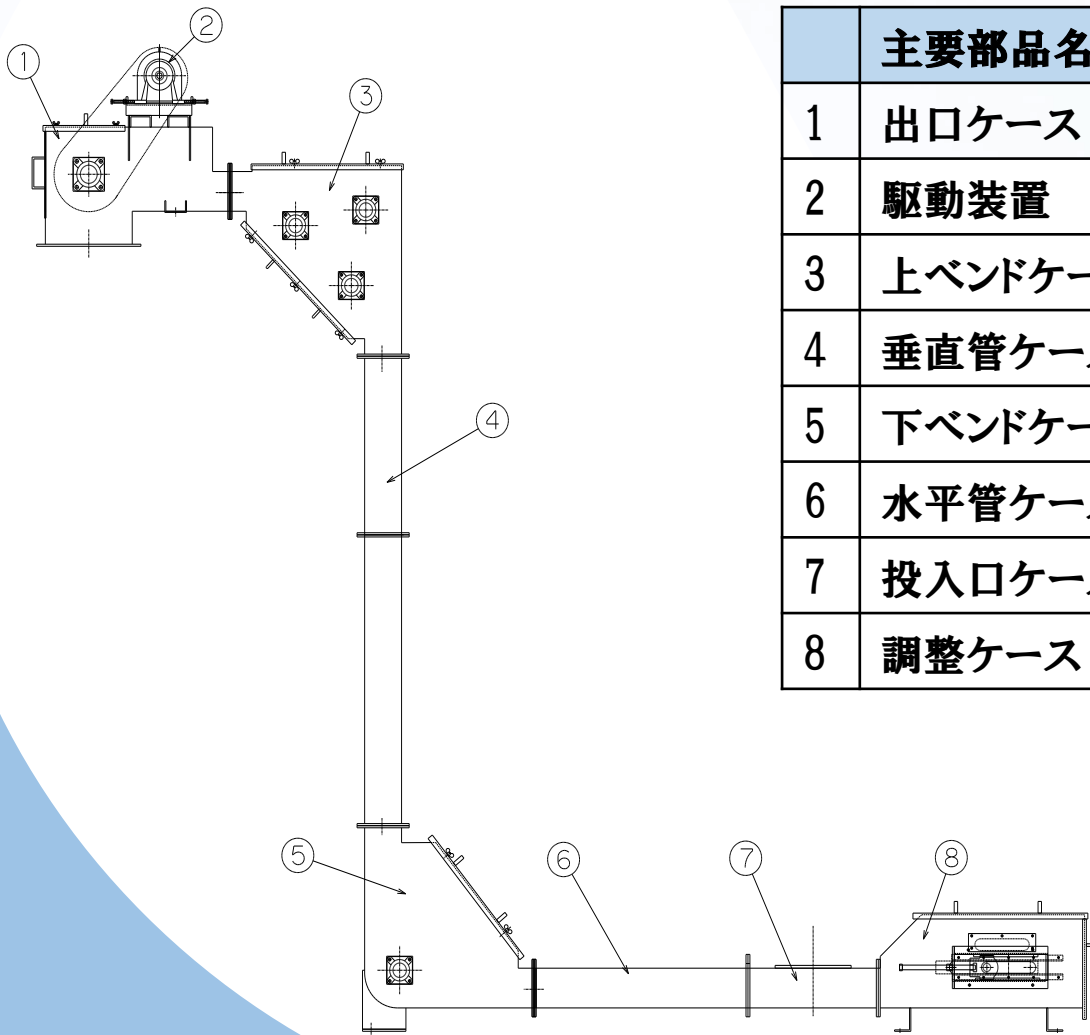 ①
②
③
④
⑤
⑥
⑦
⑧
主要部品名
1 出口ケース
2 駆動装置
3 上ベンドケー
4 垂直管ケー
5 下ベンドケー
6 水平管ケー
7 投入口ケー
8 調整ケース